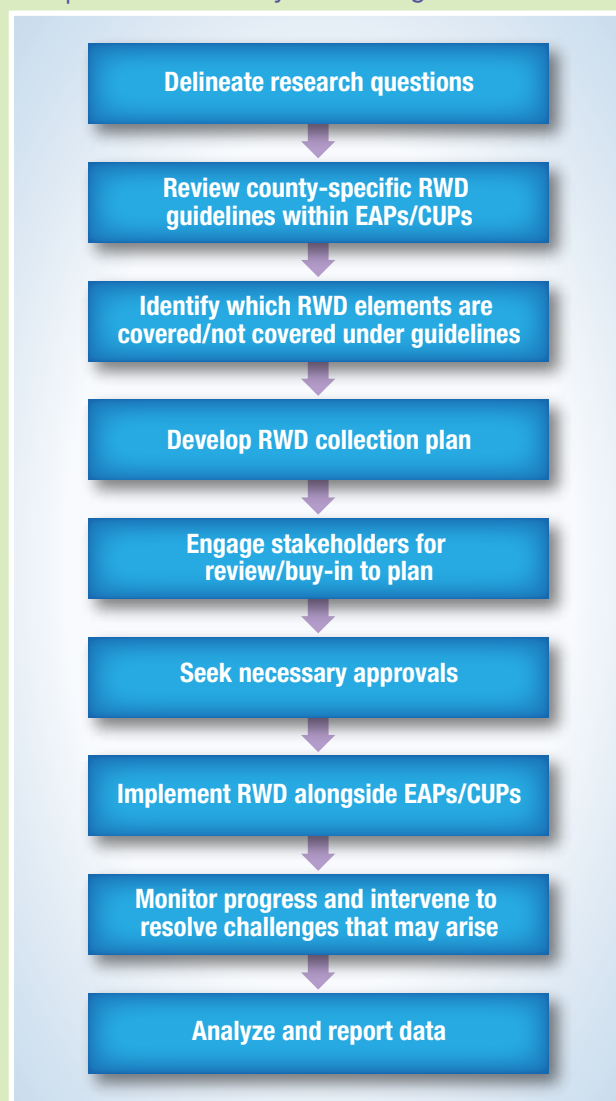 Delineate research questions
Review county-specific RWD
guidelines within EAPs/CUPs
Identify which RWD elements are
covered/not covered under guidelines
Develop RWD collection plan
Engage stakeholders for
review/buy-in to plan
Seek necessary approvals
Implement RWD alongside EAPs/CUPs
Monitor progress and intervene to
resolve challenges that may arise
Analyze and report data